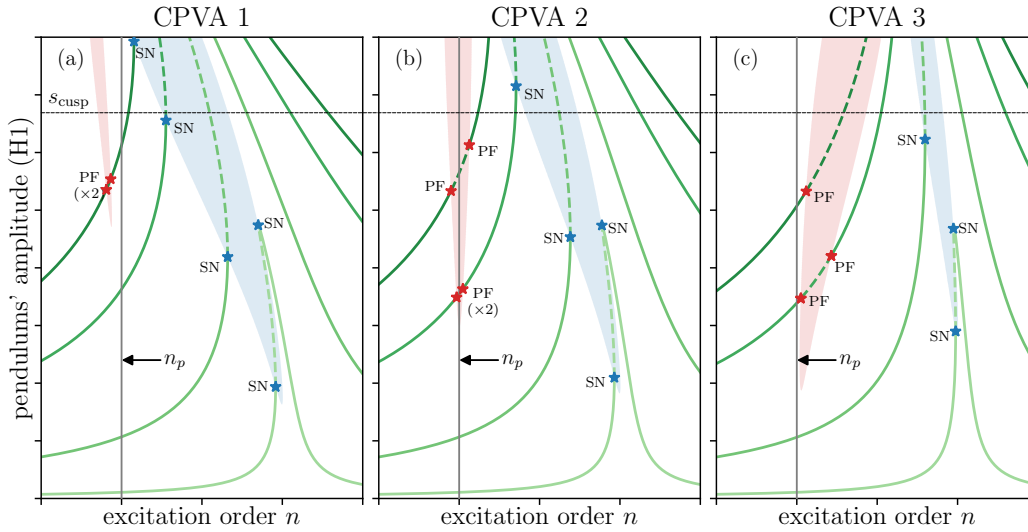 CPVA 1
CPVA 2
CPVA 3
pendulums' amplitude (H1)
(a)
SN
s_cusp
SN
PF
(×2)
SN
SN
n_p
SN
excitation order n
(b)
SN
PF
PF
SN
SN
PF
(×2)
n_p
SN
excitation order n
(c)
SN
PF
SN
PF
SN
n_p
excitation order n